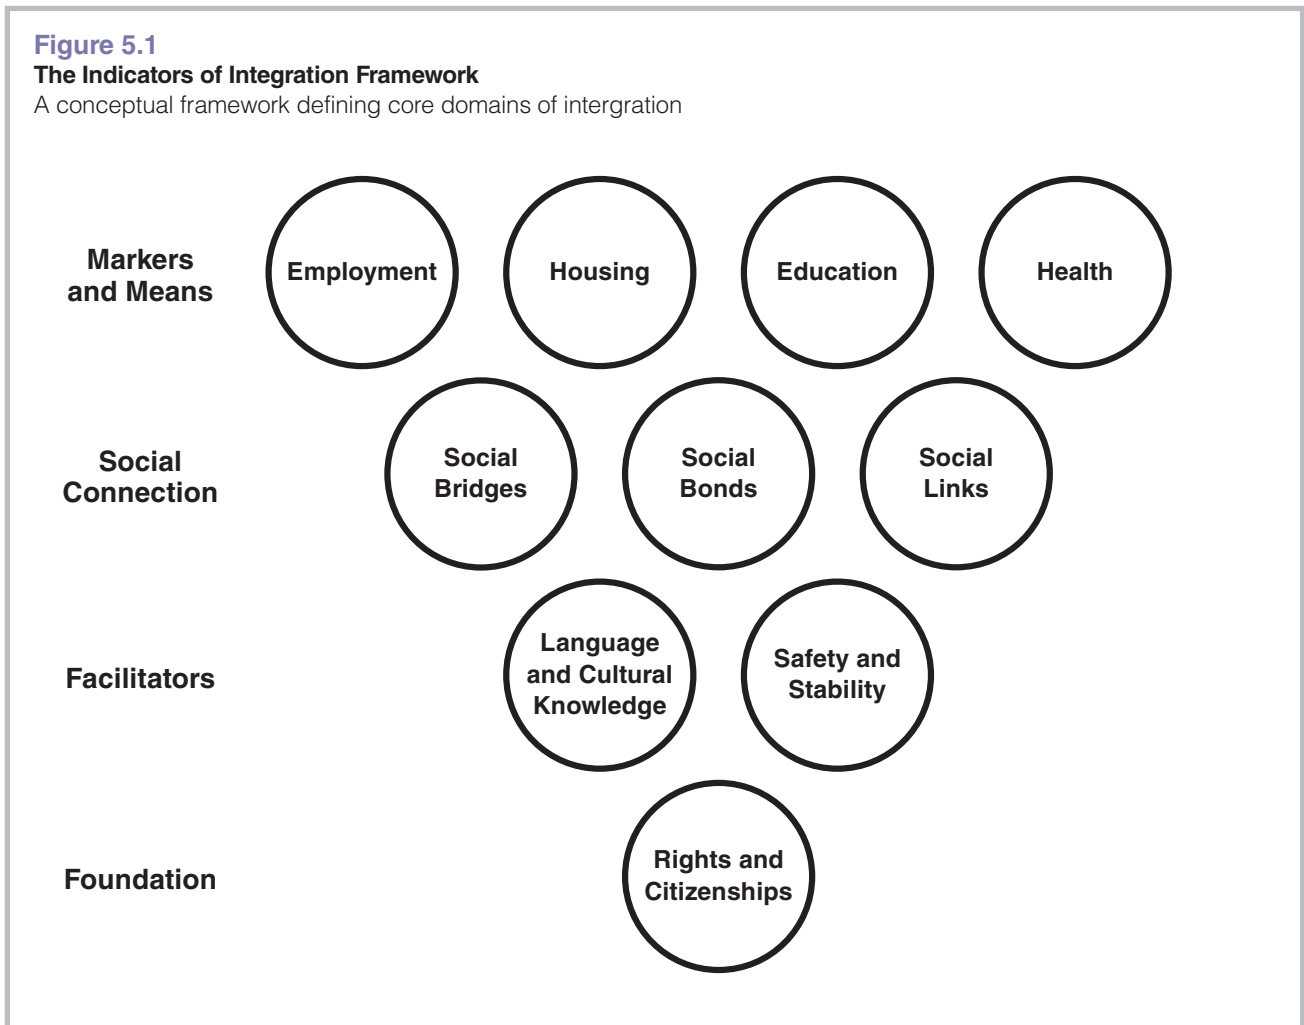 Figure 5.1
The Indicators of Integration Framework
A conceptual framework defining core domains of intergration
Markers
and Means
Employment
Housing
Education
Health
Social
Connection
Social
Bridges
Social
Bonds
Social
Links
Facilitators
Language
and Cultural
Knowledge
Safety and
Stability
Foundation
Rights and
Citizenships